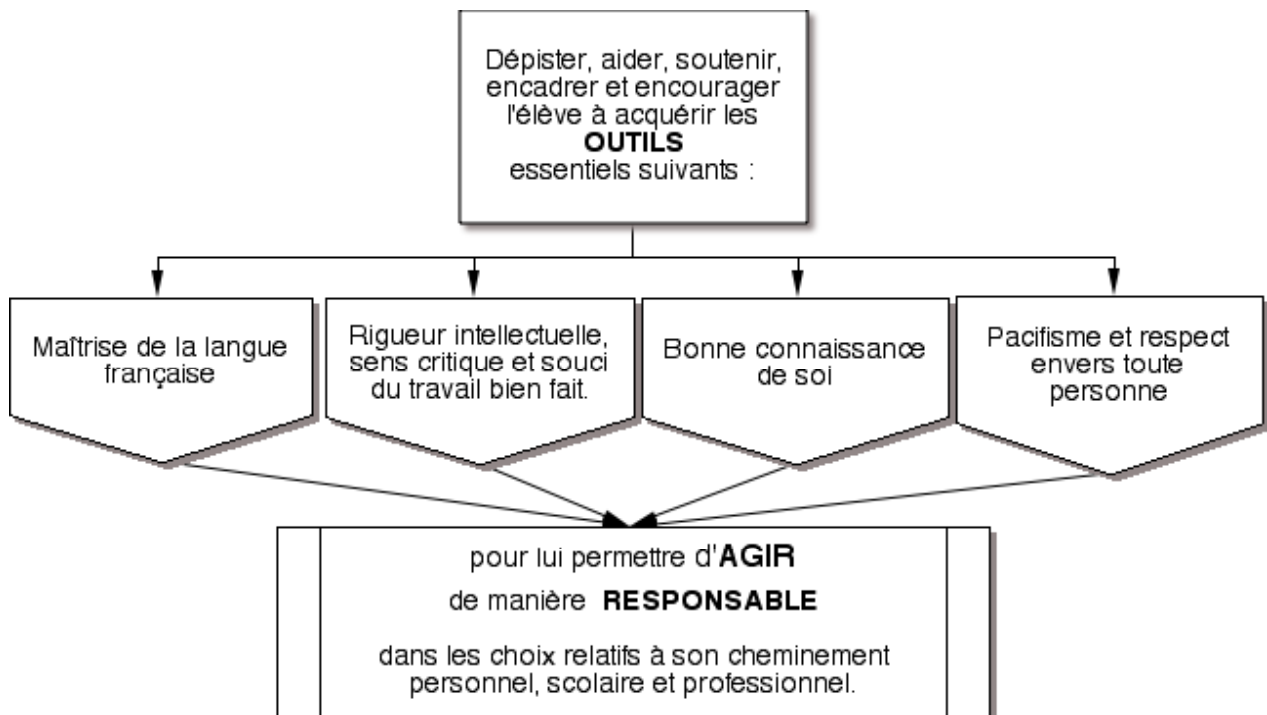 Dépister, aider, soutenir,
encadrer et encourager
l'élève à acquérir les
OUTILS
essentiels suivants :
Maîtrise de la langue
française
Rigueur intellectuelle,
sens critique et souci
du travail bien fait.
Bonne connaissance
de soi
Pacifisme et respect
envers toute
personne
pour lui permettre d'AGIR
de manière RESPONSABLE
dans les choix relatifs à son cheminement
personnel, scolaire et professionnel.